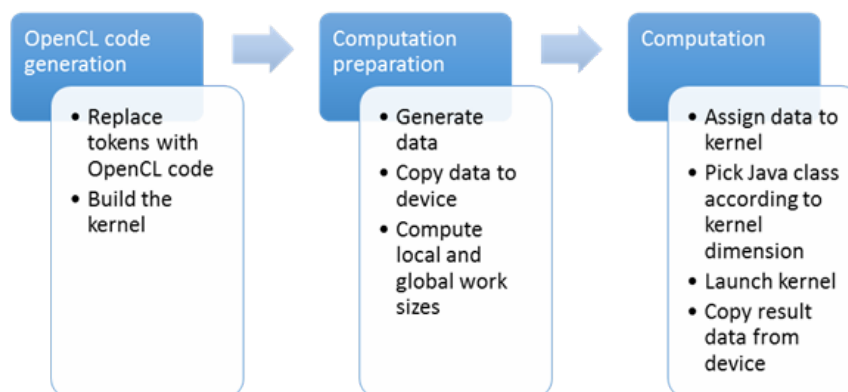 OpenCL code
generation
• Replace
tokens with
OpenCL code
• Build the
kernel
Computation
preparation
• Generate
data
• Copy data to
device
• Compute
local and
global work
sizes
Computation
• Assign data to
kernel
• Pick Java class
according to
kernel
dimension
• Launch kernel
• Copy result
data from
device